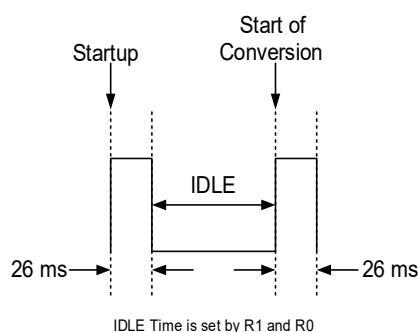 Startup
Start of
Conversion
IDLE
26 ms
26 ms
IDLE Time is set by R1 and R0